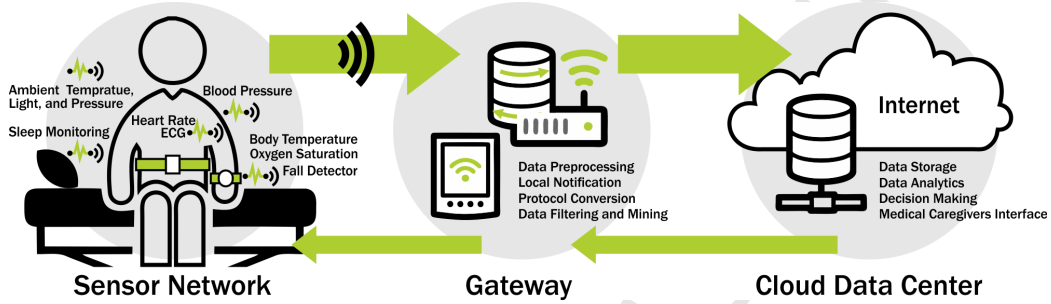 Ambient Tempratue,
Light, and Pressure
Sleep Monitoring
Blood Pressure
Heart Rate
ECG
Body Temperature
Oxygen Saturation
Fall Detector
Sensor Network
Data Preprocessing
Local Notification
Protocol Conversion
Data Filtering and Mining
Gateway
Internet
Data Storage
Data Analytics
Decision Making
Medical Caregivers Interface
Cloud Data Center